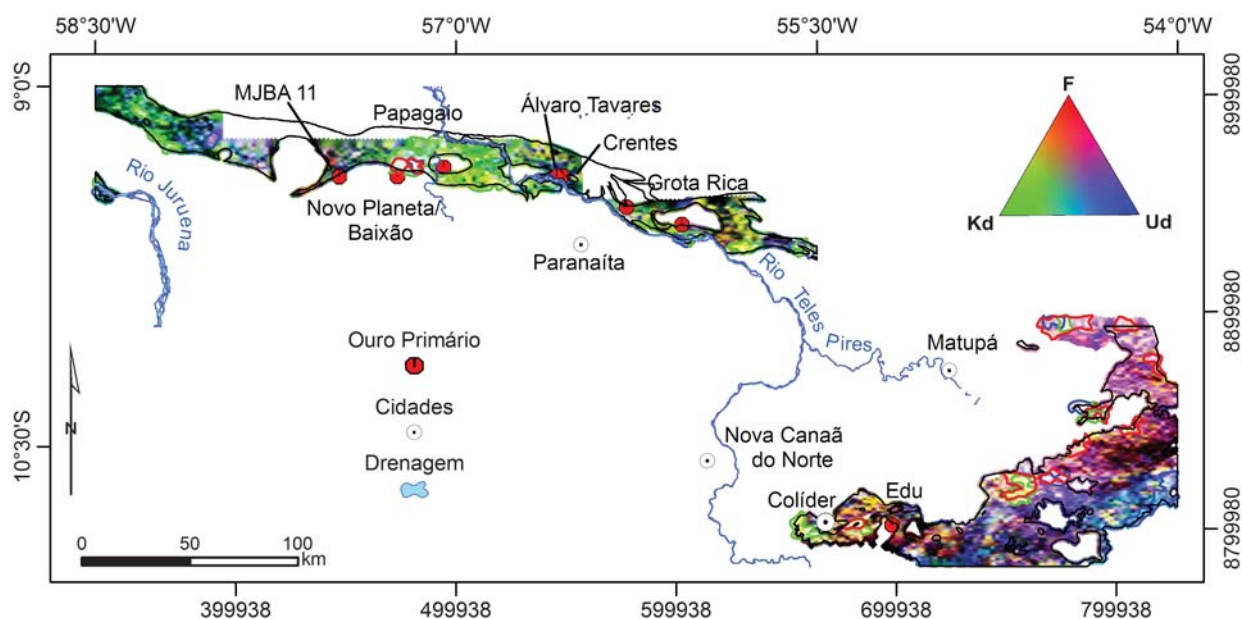 58°30'W 57°0'W 55°30'W 54°0'W
9°0'S
8999980
MJBA 11
Papagaio
Álvaro Tavares
Crentes
F
Rio Juruena
Grota Rica
Kd
Ud
Novo Planeta/
Baixão
Paranaíta
Rio Teles Pires
8899980
Ouro Primário
Matupá
Cidades
N
10°30'S
Nova Canaã
do Norte
Drenagem
Colíder
Edu
8799980
0 50 100
km
399938 499938 599938 699938 799938